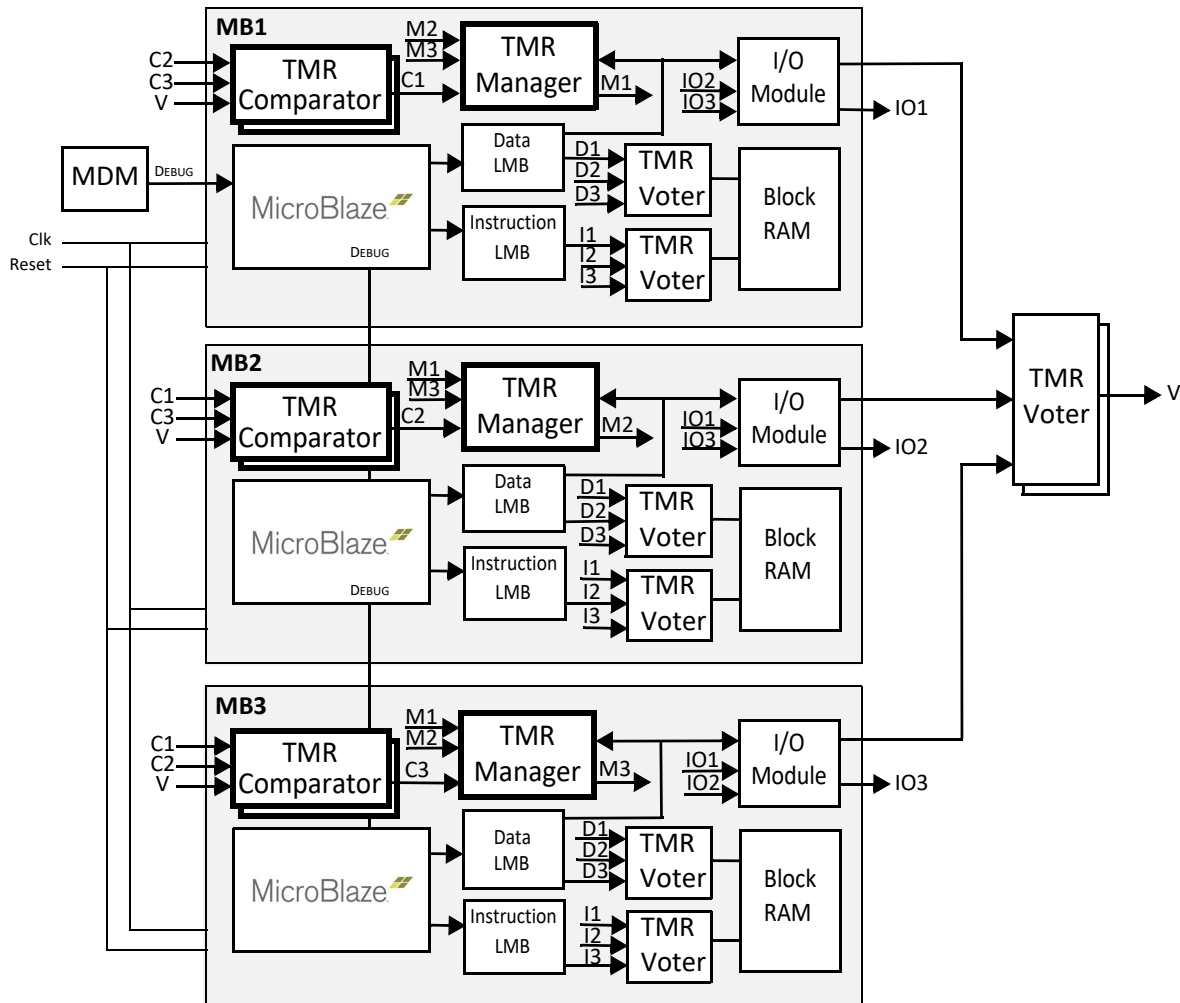 MB1
C2
C3
V
TMR
Comparator
C1
M2
M3
TMR
Manager
M1
I/O
Module
IO2
IO3
IO1
MDM
DEBUG
MicroBlaze
DEBUG
Data
LMB
D1
D2
D3
TMR
Voter
Block
RAM
Instruction
LMB
I1
I2
I3
TMR
Voter
Clk
Reset
MB2
C1
C3
V
TMR
Comparator
C2
M1
M3
TMR
Manager
M2
I/O
Module
IO1
IO3
IO2
MicroBlaze
DEBUG
Data
LMB
D1
D2
D3
TMR
Voter
Block
RAM
Instruction
LMB
I1
I2
I3
TMR
Voter
TMR
Voter
V
MB3
C1
C2
V
TMR
Comparator
C3
M1
M2
TMR
Manager
M3
I/O
Module
IO1
IO2
IO3
MicroBlaze
Data
LMB
D1
D2
D3
TMR
Voter
Block
RAM
Instruction
LMB
I1
I2
I3
TMR
Voter